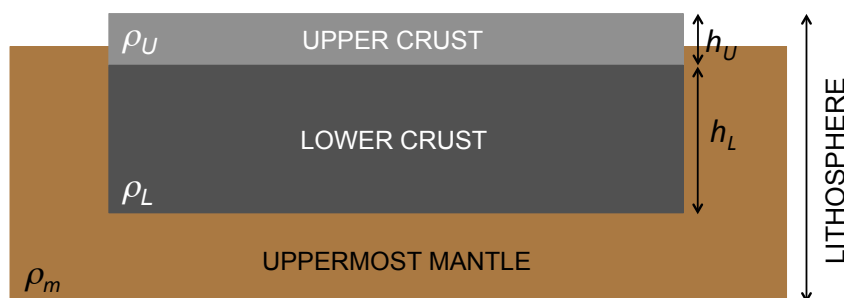 ρU UPPER CRUST hU
LOWER CRUST hL
ρL
UPPERMOST MANTLE
ρm
LITHOSPHERE